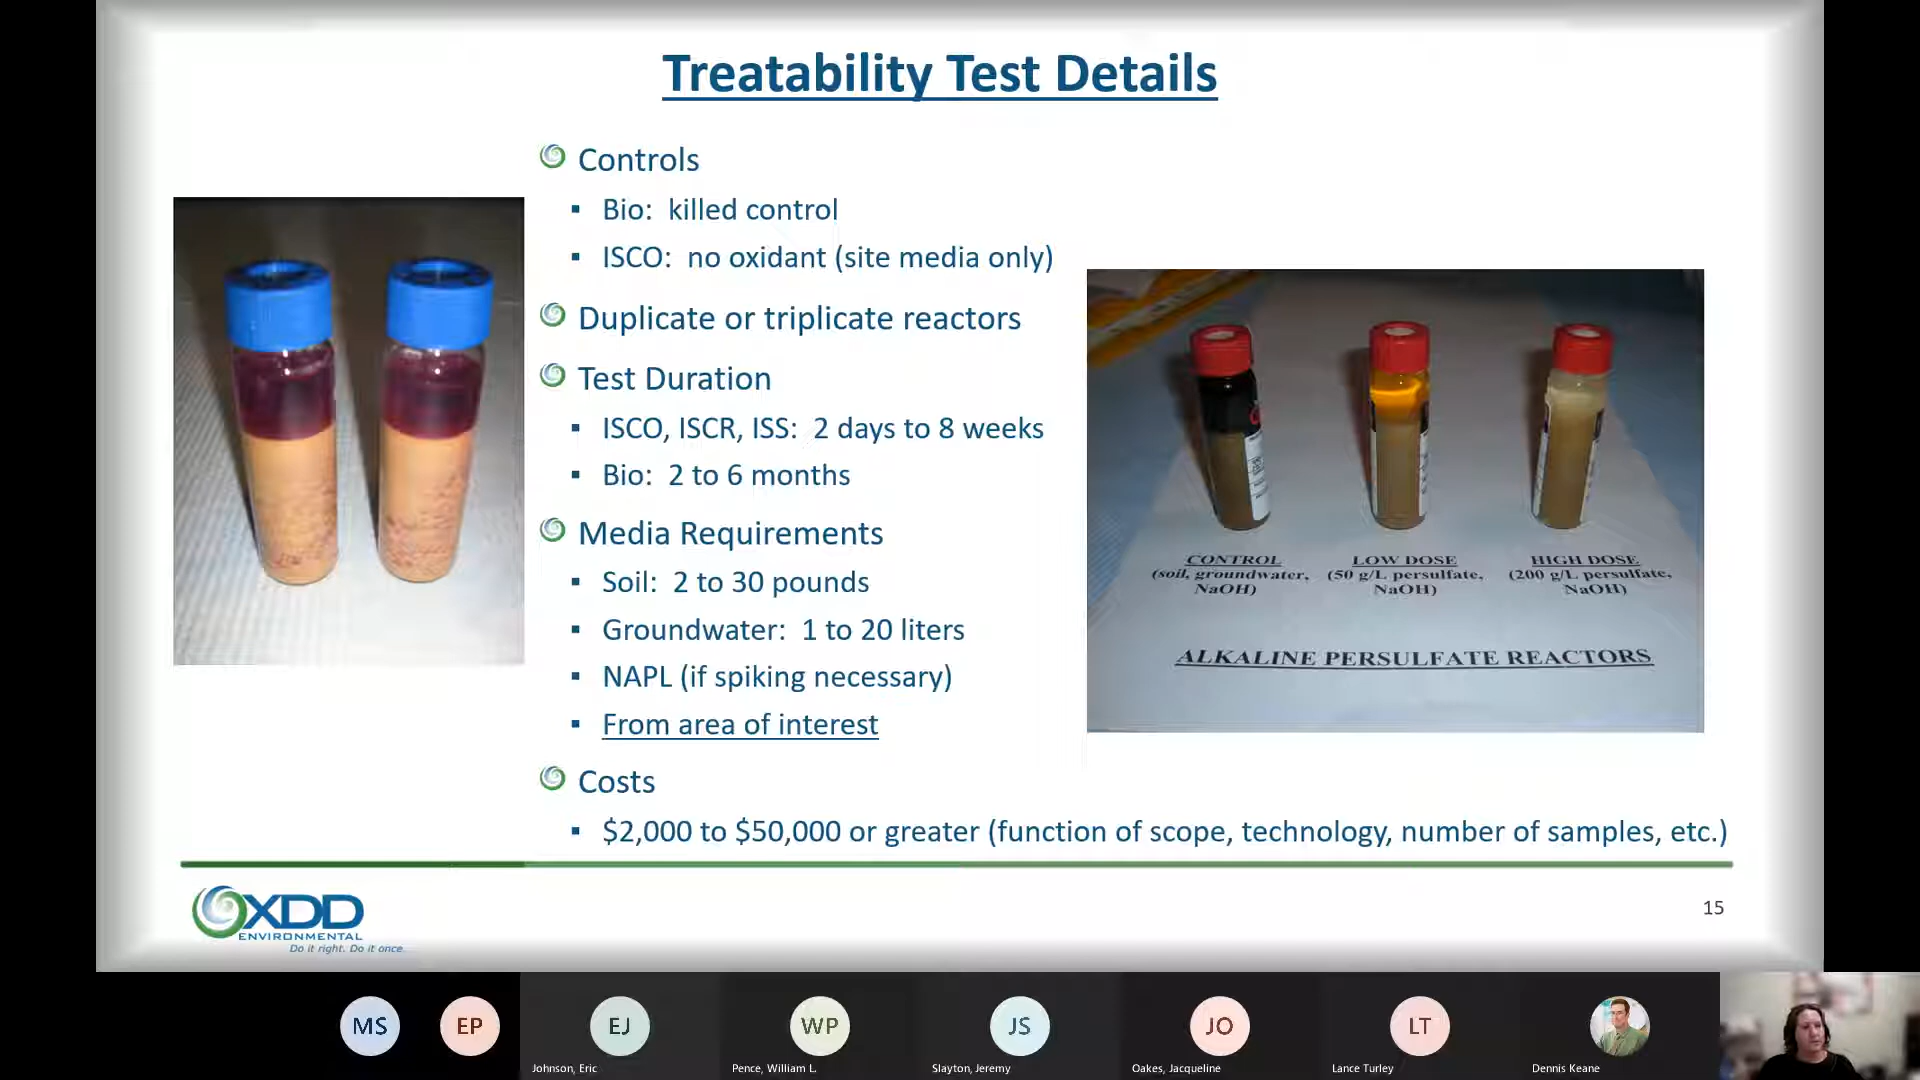 Treatability Test Details
Controls
Bio: killed control
ISCO: no oxidant (site media only)
Duplicate or triplicate reactors
Test Duration
ISCO, ISCR, ISS: 2 days to 8 weeks
Bio: 2 to 6 months
Media Requirements
Soil: 2 to 30 pounds
Groundwater: 1 to 20 liters
NAPL (if spiking necessary)
From area of interest
Costs
$2,000 to $50,000 or greater (function of scope, technology, number of samples, etc.)
CONTROL
(soil, groundwater,
NaOH)
LOW DOSE
(50 g/L persulfate,
NaOH)
HIGH DOSE
(200 g/L persulfate,
NaOH)
ALKALINE PERSULFATE REACTORS
XDD
ENVIRONMENTAL
Do it right. Do it once.
15
MS
EP
EJ
WP
JS
JO
LT
Johnson, Eric
Pence, William L.
Slayton, Jeremy
Oakes, Jacqueline
Lance Turley
Dennis Keane